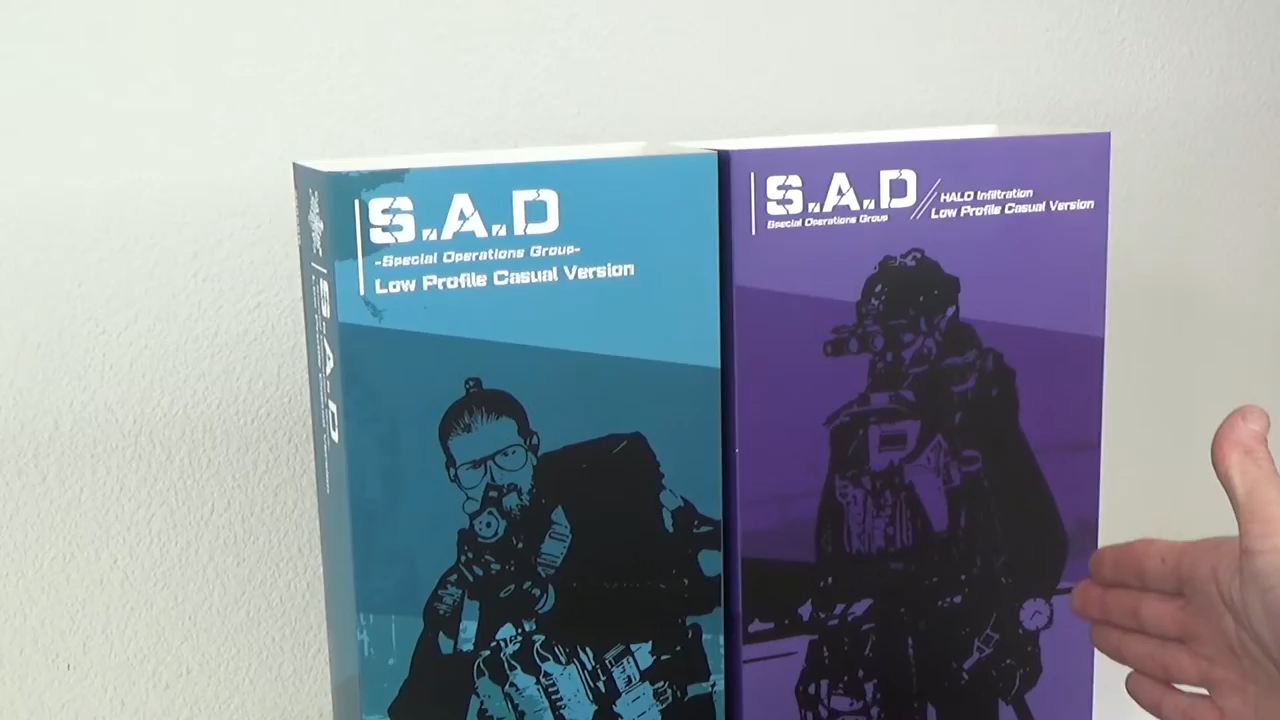 S.A.D
-Special Operations Group-
Low Profile Casual Version
S.A.D
Special Operations Group
HALO Infiltration
Low Profile Casual Version
S.A.D